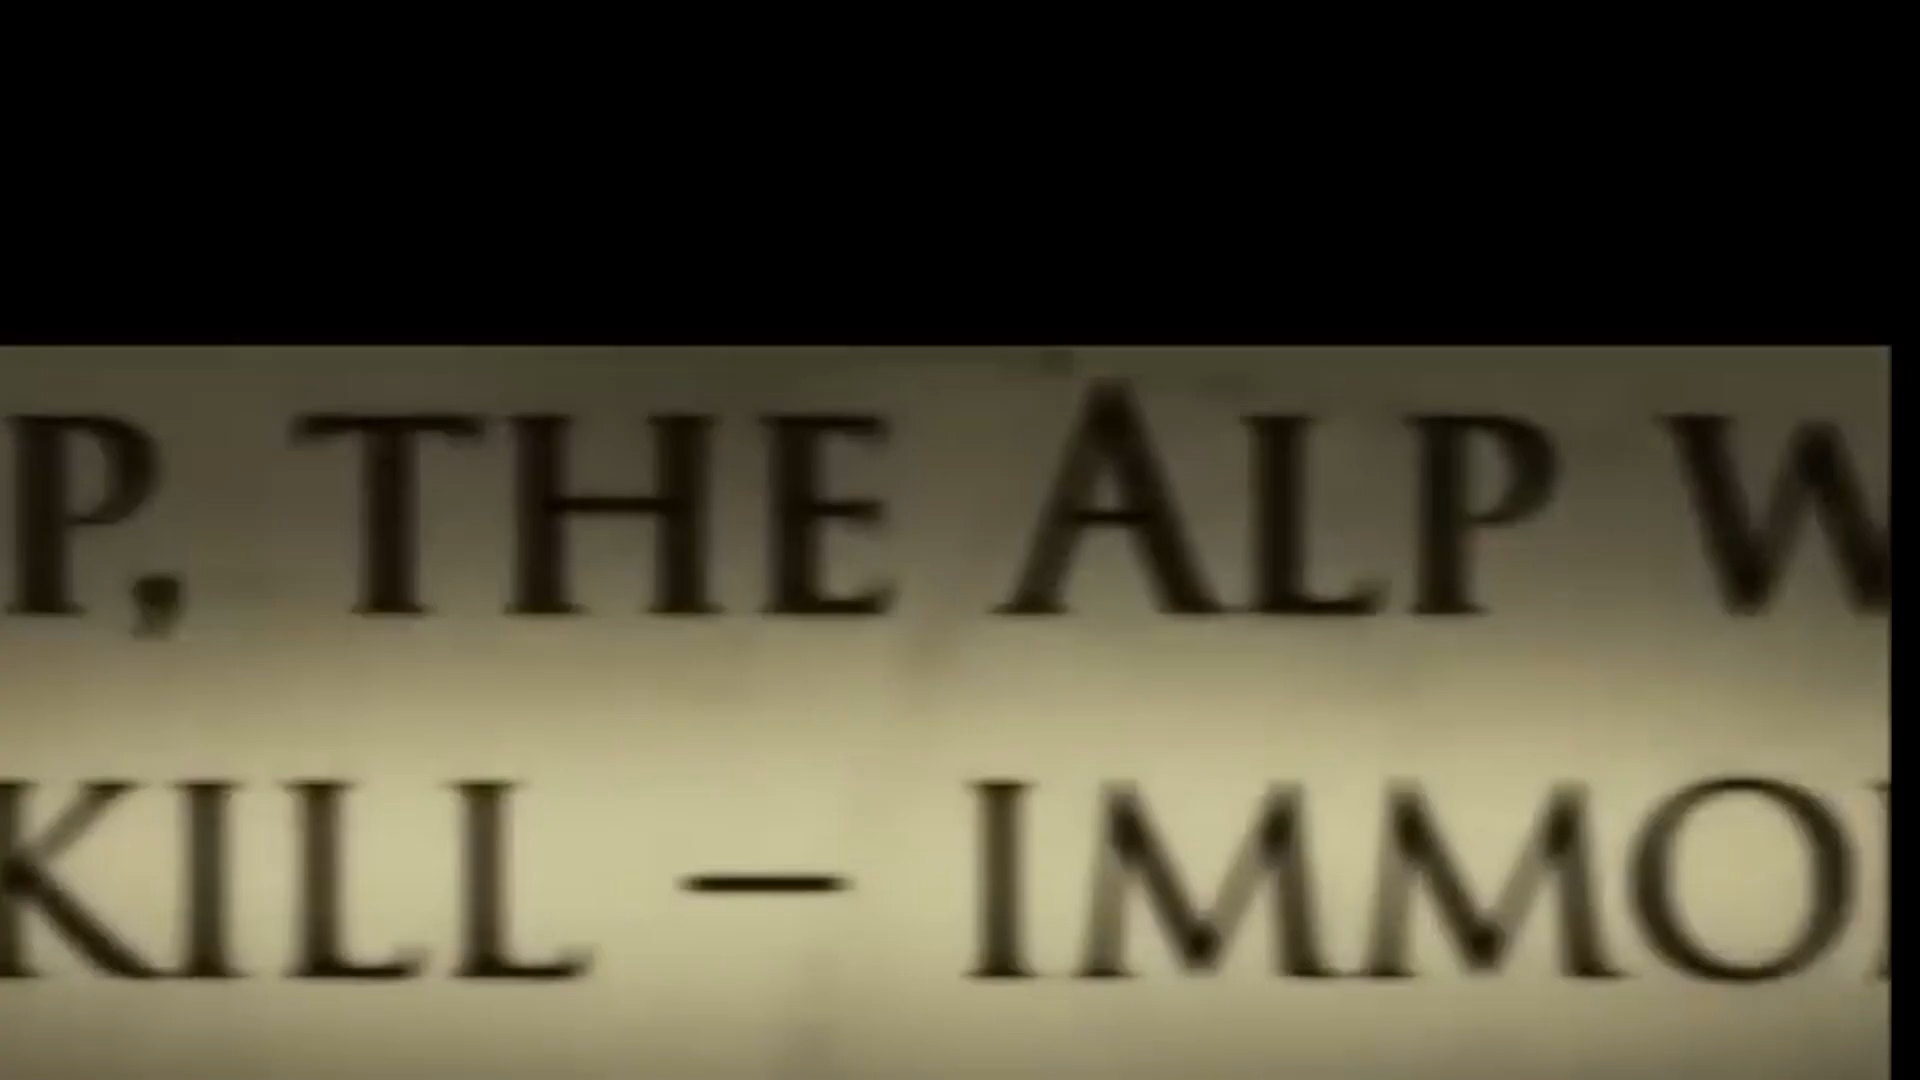 P, THE ALP W
KILL – IMMO